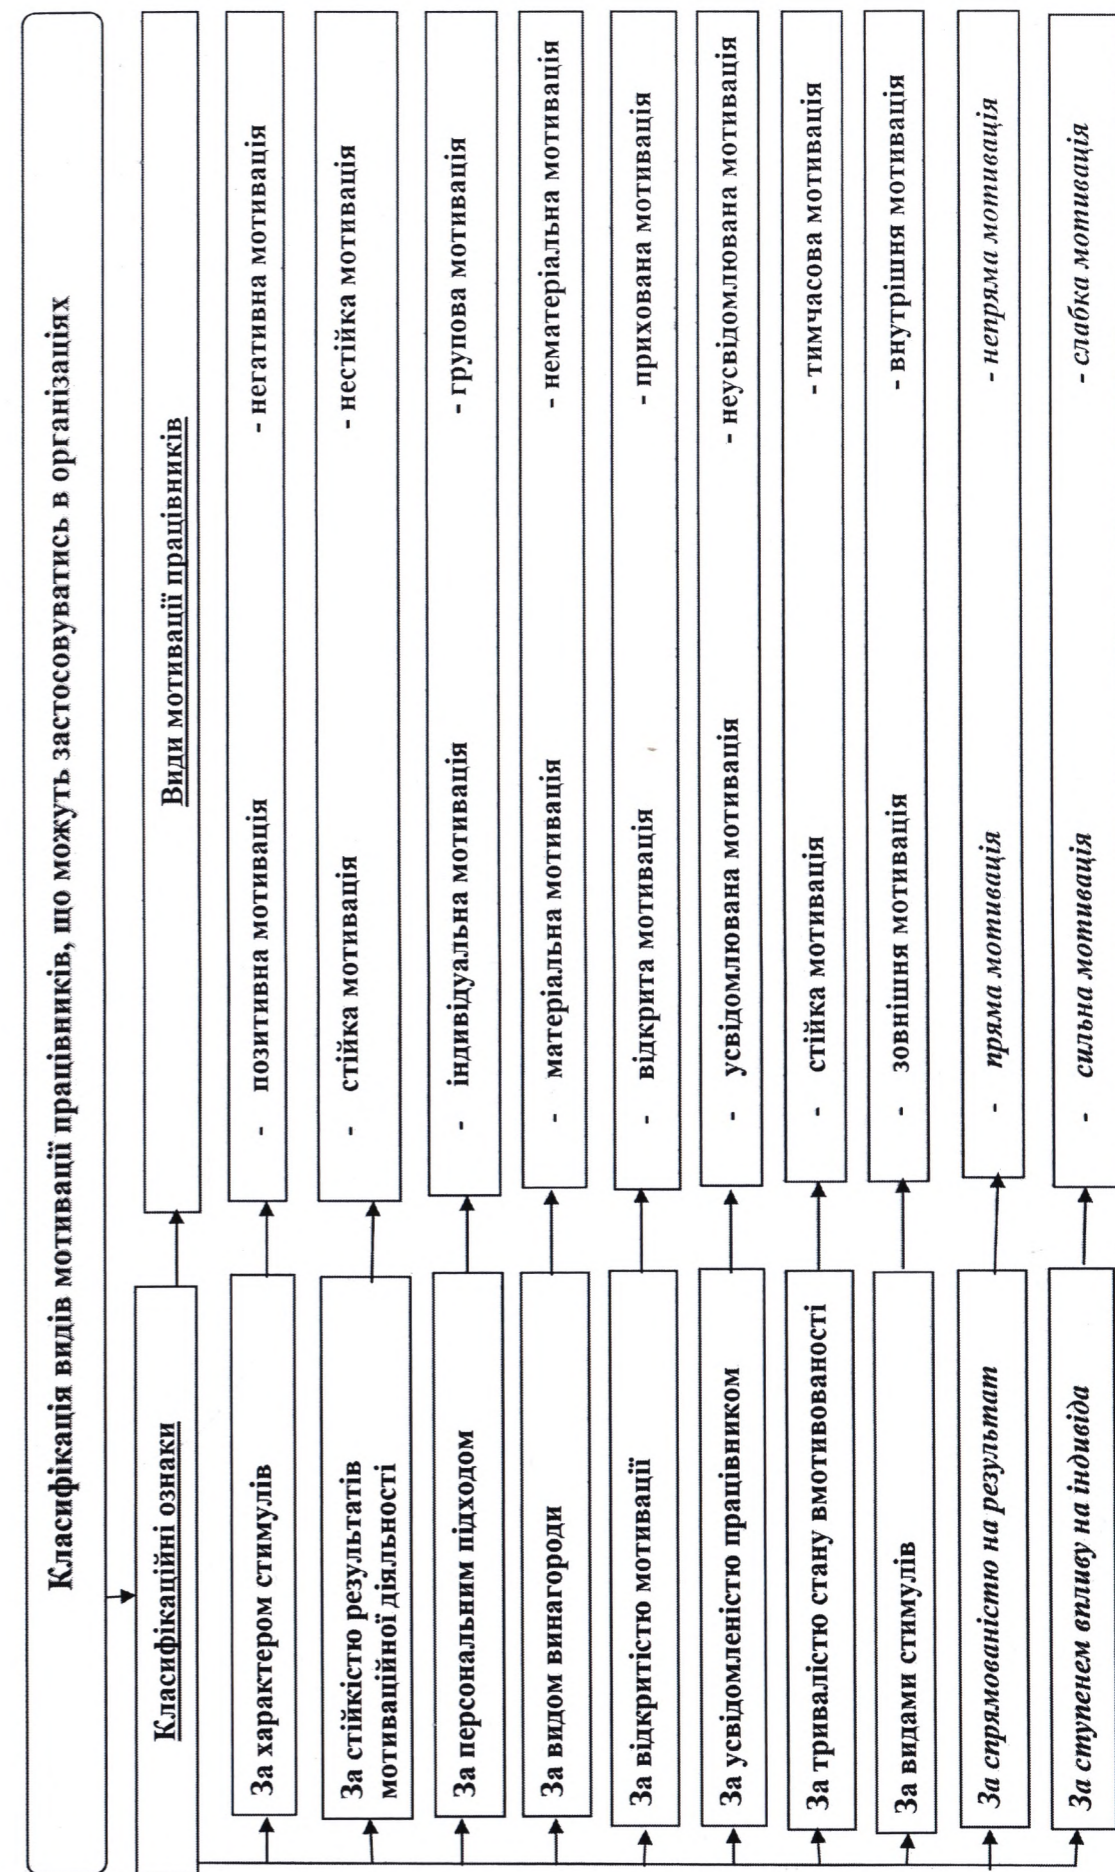 Класифікація видів мотивації працівників, що можуть застосовуватись в організаціях
Класифікаційні ознаки
Види мотивації працівників
За характером стимулів
- позитивна мотивація - негативна мотивація
За стійкістю результатів
мотиваційної діяльності
- стійка мотивація - нестійка мотивація
За персональним підходом
- індивідуальна мотивація - групова мотивація
За видом винагороди
- матеріальна мотивація - нематеріальна мотивація
За відкритістю мотивації
- відкрита мотивація - прихована мотивація
За усвідомленістю працівником
- усвідомлювана мотивація - неусвідомлювана мотивація
За тривалістю стану вмотивованості
- стійка мотивація - тимчасова мотивація
За видами стимулів
- зовнішня мотивація - внутрішня мотивація
За спрямованістю на результат
- пряма мотивація - непряма мотивація
За ступенем впливу на індивіда
- сильна мотивація - слабка мотивація